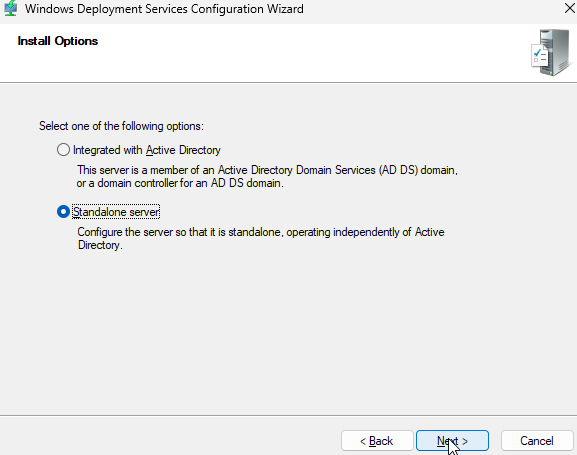 Windows Deployment Services Configuration Wizard
Install Options
Select one of the following options:
Integrated with Active Directory
This server is a member of an Active Directory Domain Services (AD DS) domain,
or a domain controller for an AD DS domain.
Standalone server
Configure the server so that it is standalone, operating independently of Active
Directory.
< Back Next > Cancel